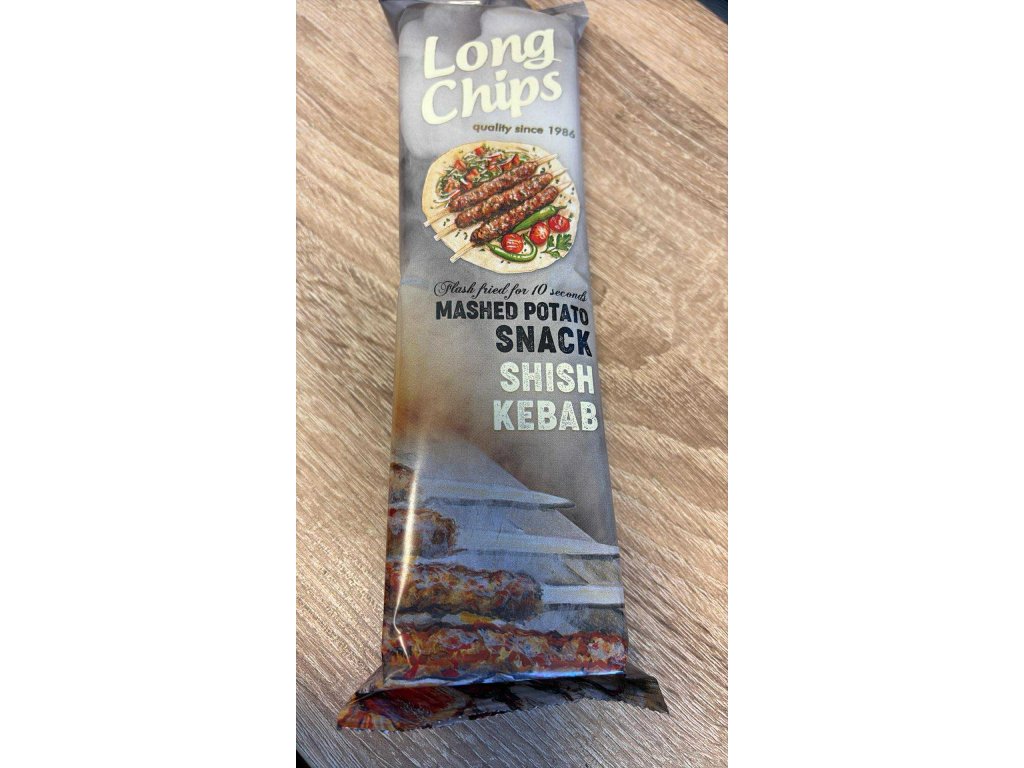 Long
Chips
quality since 1986
Flash fried for 10 seconds
MASHED POTATO
SNACK
SHISH
KEBAB